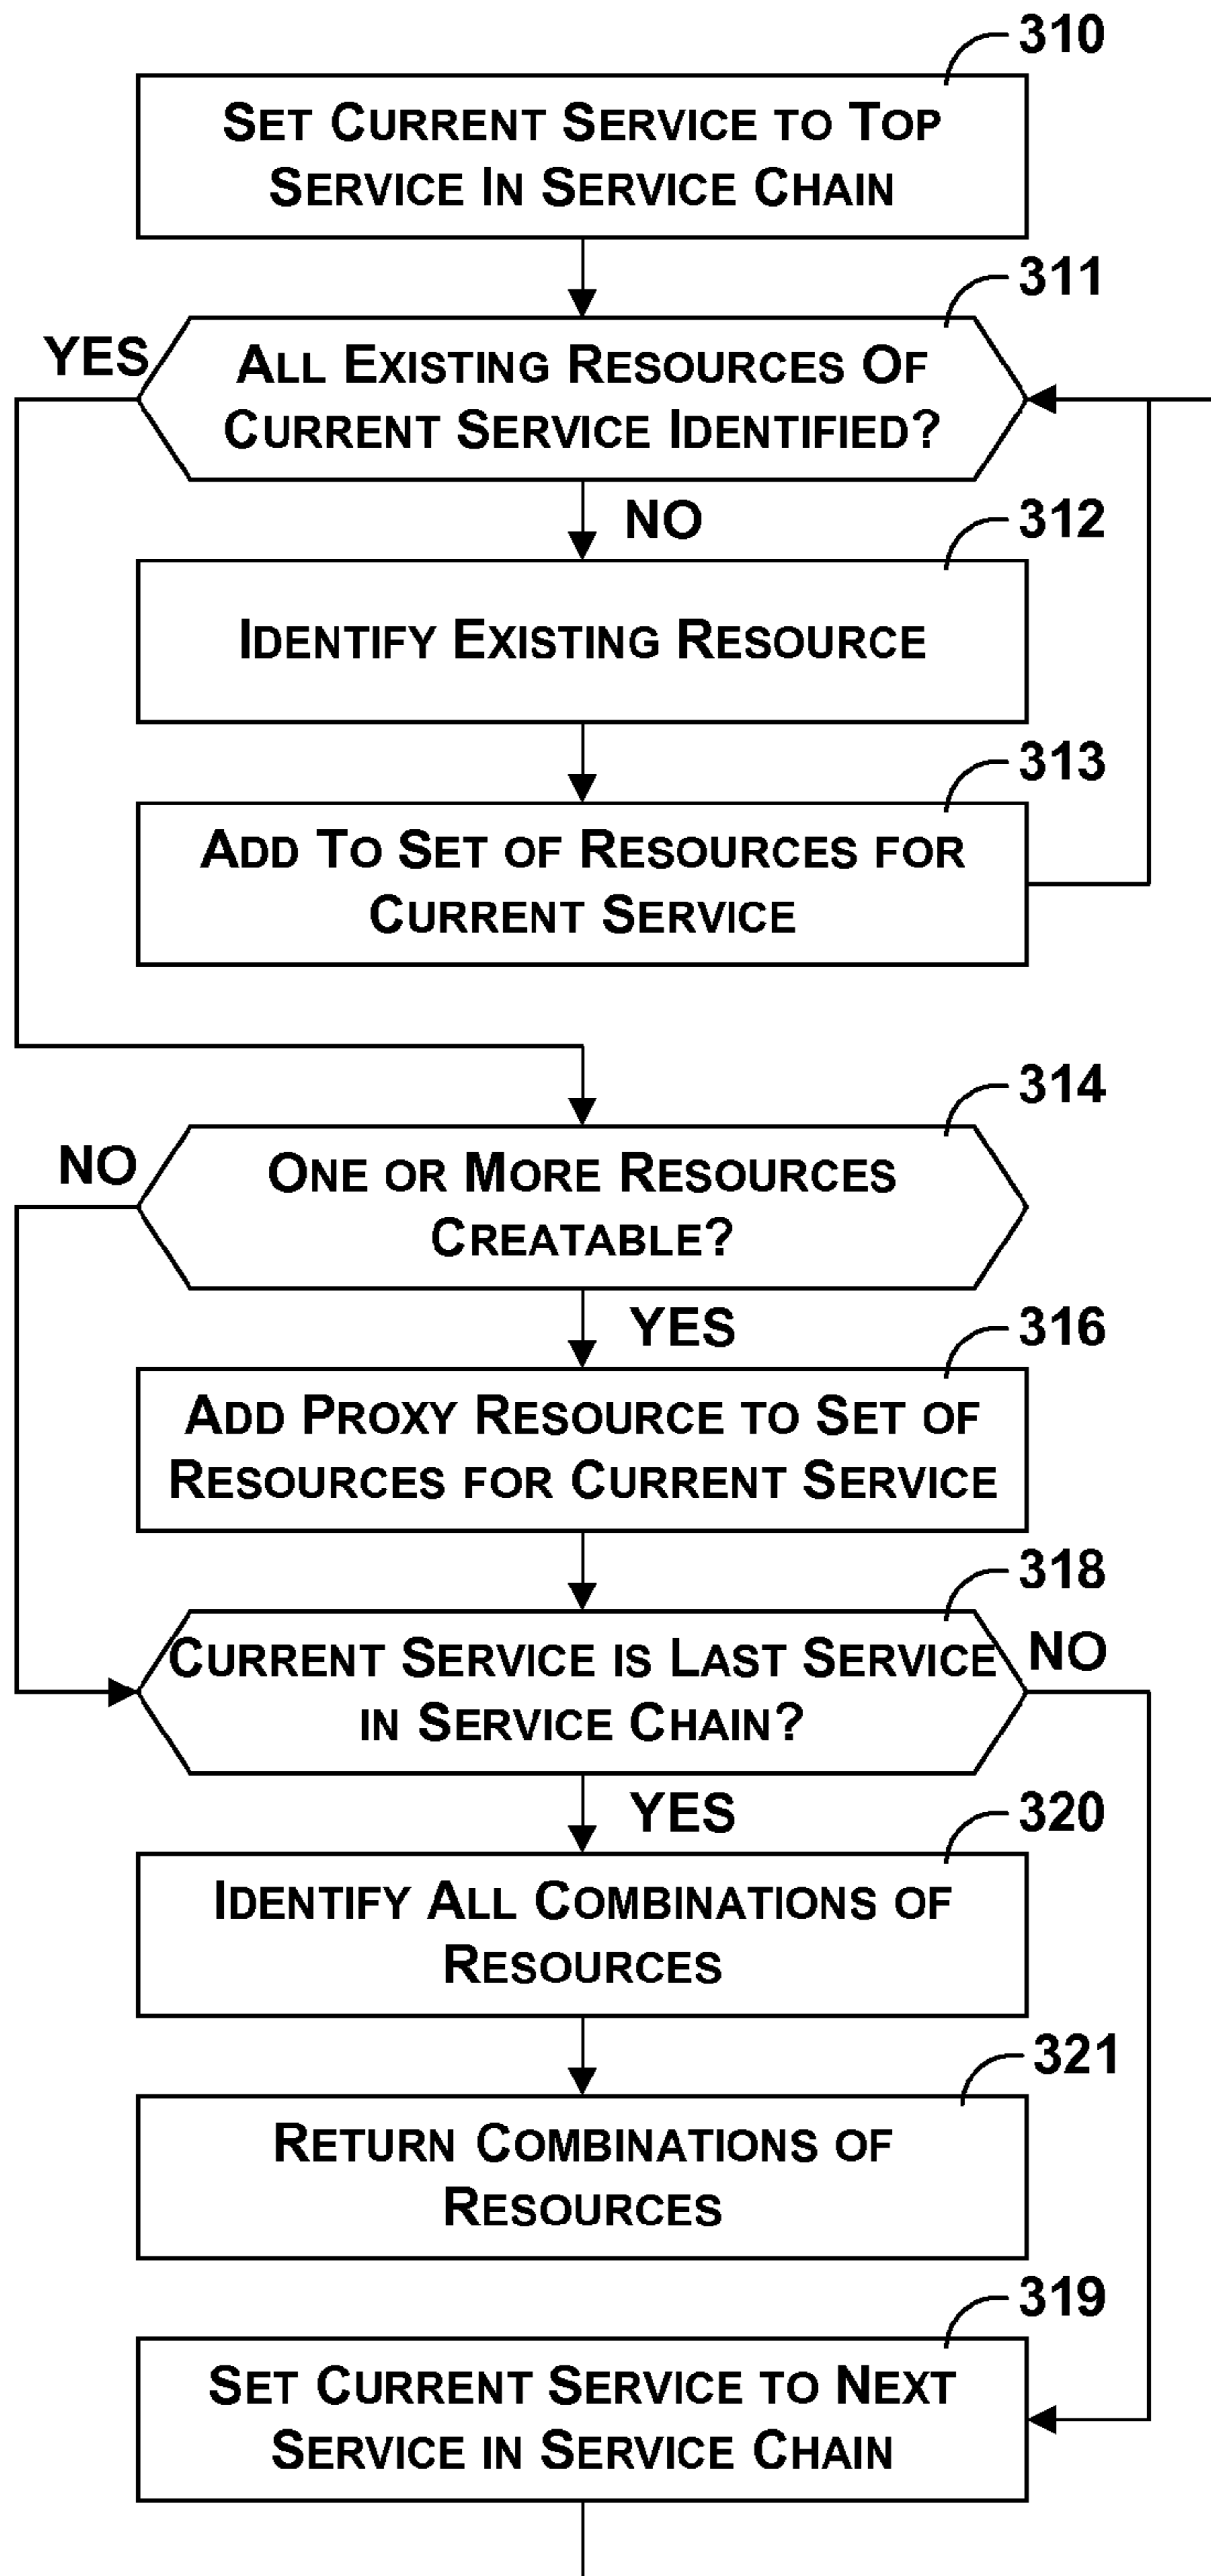 310
SET CURRENT SERVICE TO TOP
SERVICE IN SERVICE CHAIN
311
YES
ALL EXISTING RESOURCES OF
CURRENT SERVICE IDENTIFIED?
NO
312
IDENTIFY EXISTING RESOURCE
313
ADD TO SET OF RESOURCES FOR
CURRENT SERVICE
314
NO
ONE OR MORE RESOURCES
CREATABLE?
YES
316
ADD PROXY RESOURCE TO SET OF
RESOURCES FOR CURRENT SERVICE
318
CURRENT SERVICE IS LAST SERVICE
IN SERVICE CHAIN?
NO
YES
320
IDENTIFY ALL COMBINATIONS OF
RESOURCES
321
RETURN COMBINATIONS OF
RESOURCES
319
SET CURRENT SERVICE TO NEXT
SERVICE IN SERVICE CHAIN